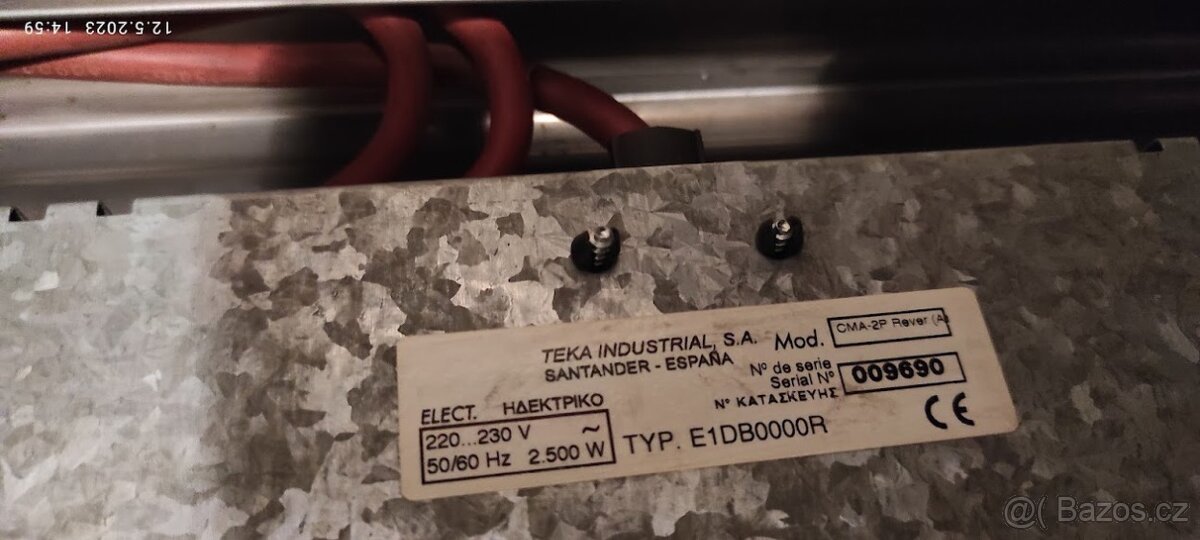 12.5.2023 14:59
TEKA INDUSTRIAL, S.A.
SANTANDER - ESPAÑA
Mod. CMA-2P Rever (A)
Nº de serie
Serial Nº 009690
Nº ΚΑΤΑΣΚΕΥΗΣ
ELECT. ΗΛΕΚΤΡΙΚΟ
220...230 V ~
50/60 Hz 2.500 W
TYP. E1DB0000R
CE
@( Bazos.cz